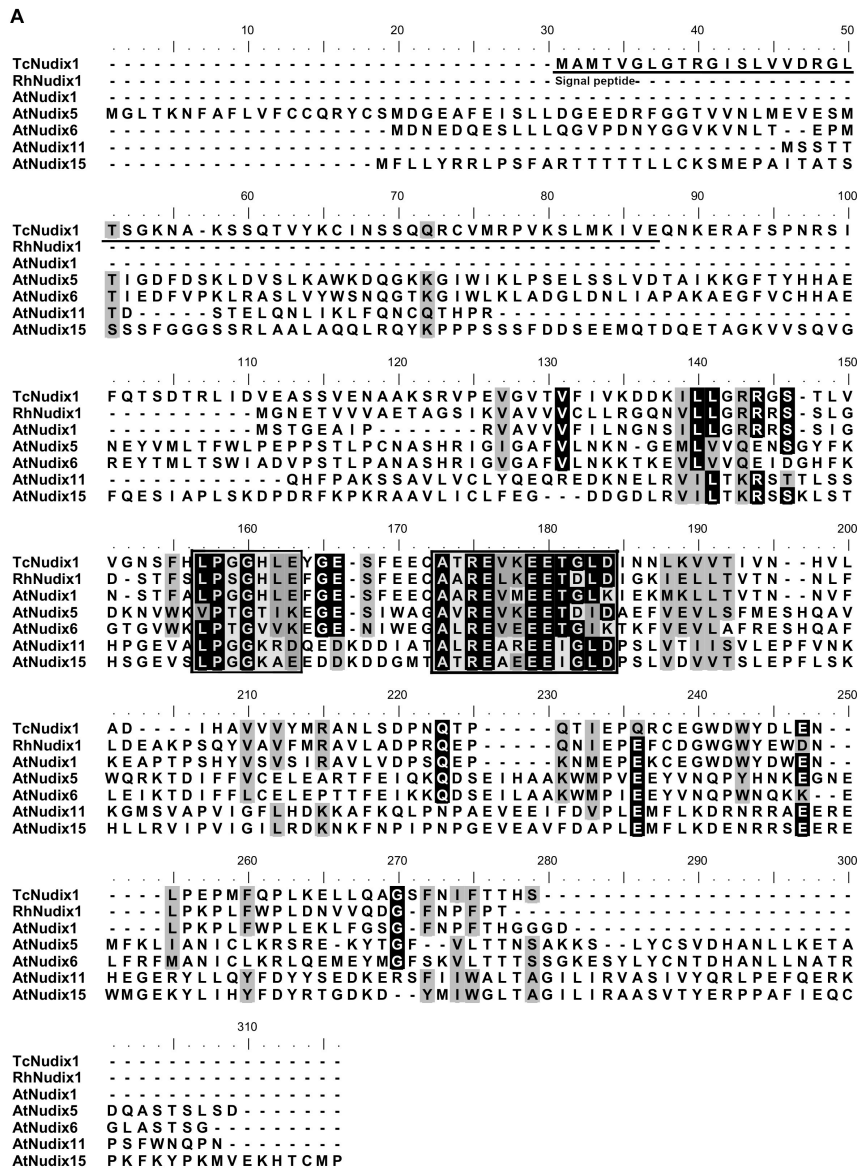 A
10 20 30 40 50
TcNudix1 ------------------------------MAMTVGLGTRGISLVVDRGL
RhNudix1 --------------------------------------------------
Signal peptide
AtNudix1 --------------------------------------------------
AtNudix5 MGLTKNFAFLVFCCQRYCSMDGEAFEISLLDGEEDRFGGTVVNLMEVESM
AtNudix6 -------------------MDNEDQESLLLQGVPDNYGGVKVNLT--EPM
AtNudix11 ---------------------------------------------MSSTT
AtNudix15 ------------------MFLLYRRLPSFARTTTTTLLCKSMEPAITATS
60 70 80 90 100
TcNudix1 TSGKNA-KSSQTVYKCINSSQQRCVMRPVKSLMKIVEQNKERAFSPNRSI
RhNudix1 --------------------------------------------------
AtNudix1 --------------------------------------------------
AtNudix5 TIGDFDSKLDVSLKAWKDQGKKGIWIKLPSELSSLVDTAIKKGFTYHHAE
AtNudix6 TIEDFVPKLRASLVYWSNQGTKGIWLKLADGLDNLIAPAKAEGFVCHHAE
AtNudix11 TD-----STELQNLIKLFQNCQTHPR------------------------
AtNudix15 SSSFGGGSSRLAALAQQLRQYKPPPSSSFDDSEEMQTDQETAGKVVSQVG
110 120 130 140 150
TcNudix1 FQTSDTRLIDVEASSVENAAKSRVPEVGVTVFIVKDDKILLGRRGS-TLV
RhNudix1 ----------MGNETVVVAETAGSIKVAVVVCLLRGQNVLLGRRRS-SLG
AtNudix1 ----------MSTGEAIP-------RVAVVVFILNGNSILLGRRRS-SIG
AtNudix5 NEYVMLTFWLPEPPSTLPCNASHRIGIGAFVLNKN-GEMLVVQENSGYFK
AtNudix6 REYTMLTSWIADVPSTLPANASHRIGVGAFVLNKKTKEVLVVQEIDGHFK
AtNudix11 ------------QHFPAKSSAVLVCLYQEQREDKNELRVILTKRSTTLSS
AtNudix15 FQESIAPLSKDPDRFKPKRAAVLICLFEG---DDGDLRVILTKRSSKLST
160 170 180 190 200
TcNudix1 VGNSFHLPGGHLEYGE-SFEECATREVKEETGLDINNLKVVTIVN--HVL
RhNudix1 D-STFSLPSGHLEFGE-SFEECAARELKEETDLDIGKIELLTVTN--NLF
AtNudix1 N-STFALPGGHLEFGE-SFEECAAREVMEETGLKIEKMKLLTVTN--NVF
AtNudix5 DKNVWKVPTGTIKEGE-SIWAGAVREVKEETDIDAEFVEVLSFMESHQAV
AtNudix6 GTGVWKLPTGVVKEGE-NIWEGALREVEEETGIKTKFVEVLAFRESHQAF
AtNudix11 HPGEVALPGGKRDQEDKDDIATALREAREEIGLDPSLVTIISVLEPFVNK
AtNudix15 HSGEVSLPGGKAEEDDKDDGMTATREAEEEIGLDPSLVDVVTSLEPFLSK
210 220 230 240 250
TcNudix1 AD----IHAVVVYMRANLSDPNQTP-----QTIEPQRCEGWDWYDLEN--
RhNudix1 LDEAKPSQYVAVFMRAVLADPRQEP-----QNIEPEFCDGWGWYEWDN--
AtNudix1 KEAPTPSHYVSVSIRAVLVDPSQEP-----KNMEPEKCEGWDWYDWEN--
AtNudix5 WQRKTDIFFVCELEARTFEIQKQDSEIHAAKWMPVEEYVNQPYHNKEGNE
AtNudix6 LEIKTDIFFLCELEPTTFEIKKQDSEILAAKWMPIEEYVNQPWNQKK--E
AtNudix11 KGMSVAPVIGFLHDKKAFKQLPNPAEVEEIFDVPLEMFLKDRNRRAEERE
AtNudix15 HLLRVIPVIGILRDKNKFNPIPNPGEVEAVFDAPLEMFLKDENRRSEERE
260 270 280 290 300
TcNudix1 ----LPEPMFQPLKELLQAGSFNIFTTHS---------------------
RhNudix1 ----LPKPLFWPLDNVVQDG-FNPFPT-----------------------
AtNudix1 ----LPKPLFWPLEKLFGSG-FNPFTHGGGD-------------------
AtNudix5 MFKLIANICLKRSRE-KYTGF--VLTTNSAKKS--LYCSVDHANLLKETA
AtNudix6 LFRFMANICLKRLQEMEYMGFSKVLTTTSSGKESYLYCNTDHANLLNATR
AtNudix11 HEGERYLLQYFDYYSEDKERSFIIWALTAGILIRVASIVYQRLPEFQERK
AtNudix15 WMGEKYLIHYFDYRTGDKD--YMIWGLTAGILIRAASVTYERPPAFIEQC
310
TcNudix1 ----------------
RhNudix1 ----------------
AtNudix1 ----------------
AtNudix5 DQASTSLSD-------
AtNudix6 GLASTSG---------
AtNudix11 PSFWNQPN--------
AtNudix15 PKFKYPKMVEKHTCMP